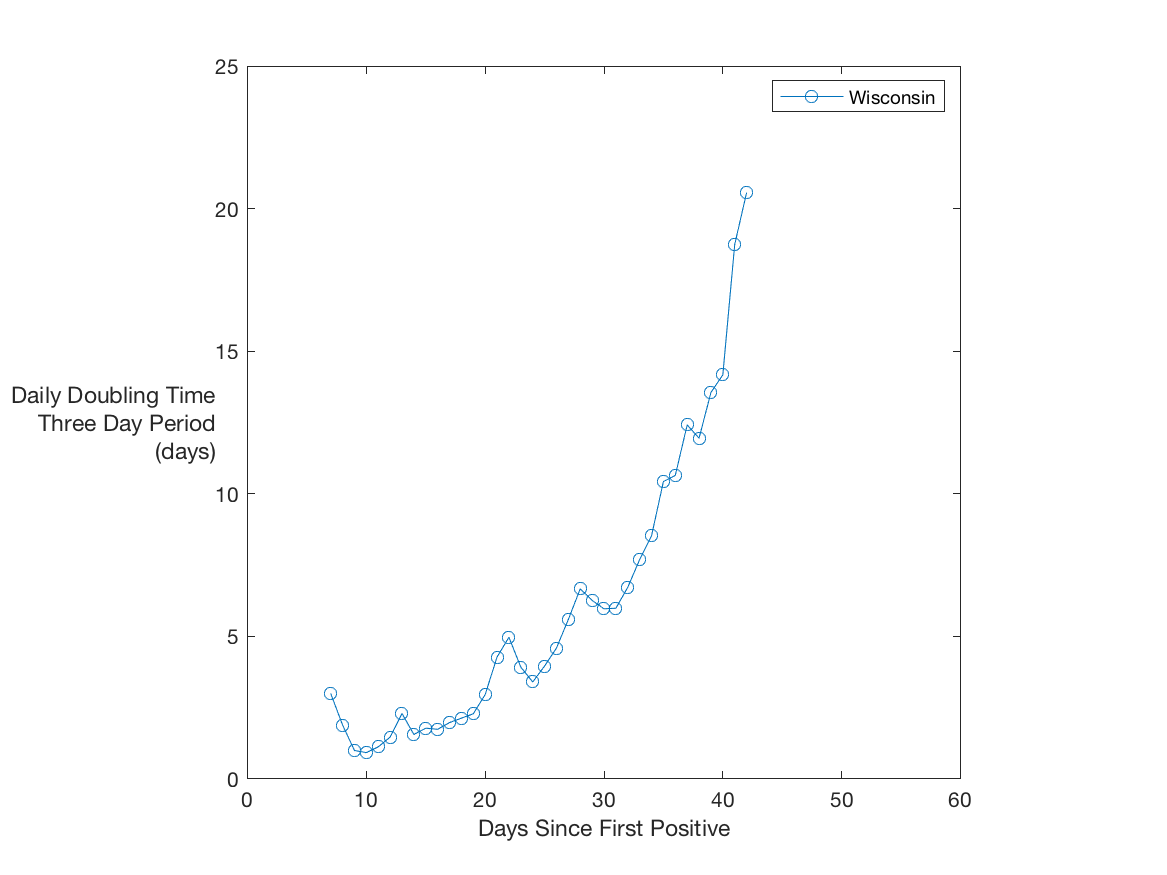 25
20
15
10
5
0
Daily Doubling Time
Three Day Period
(days)
Wisconsin
0 10 20 30 40 50 60
Days Since First Positive